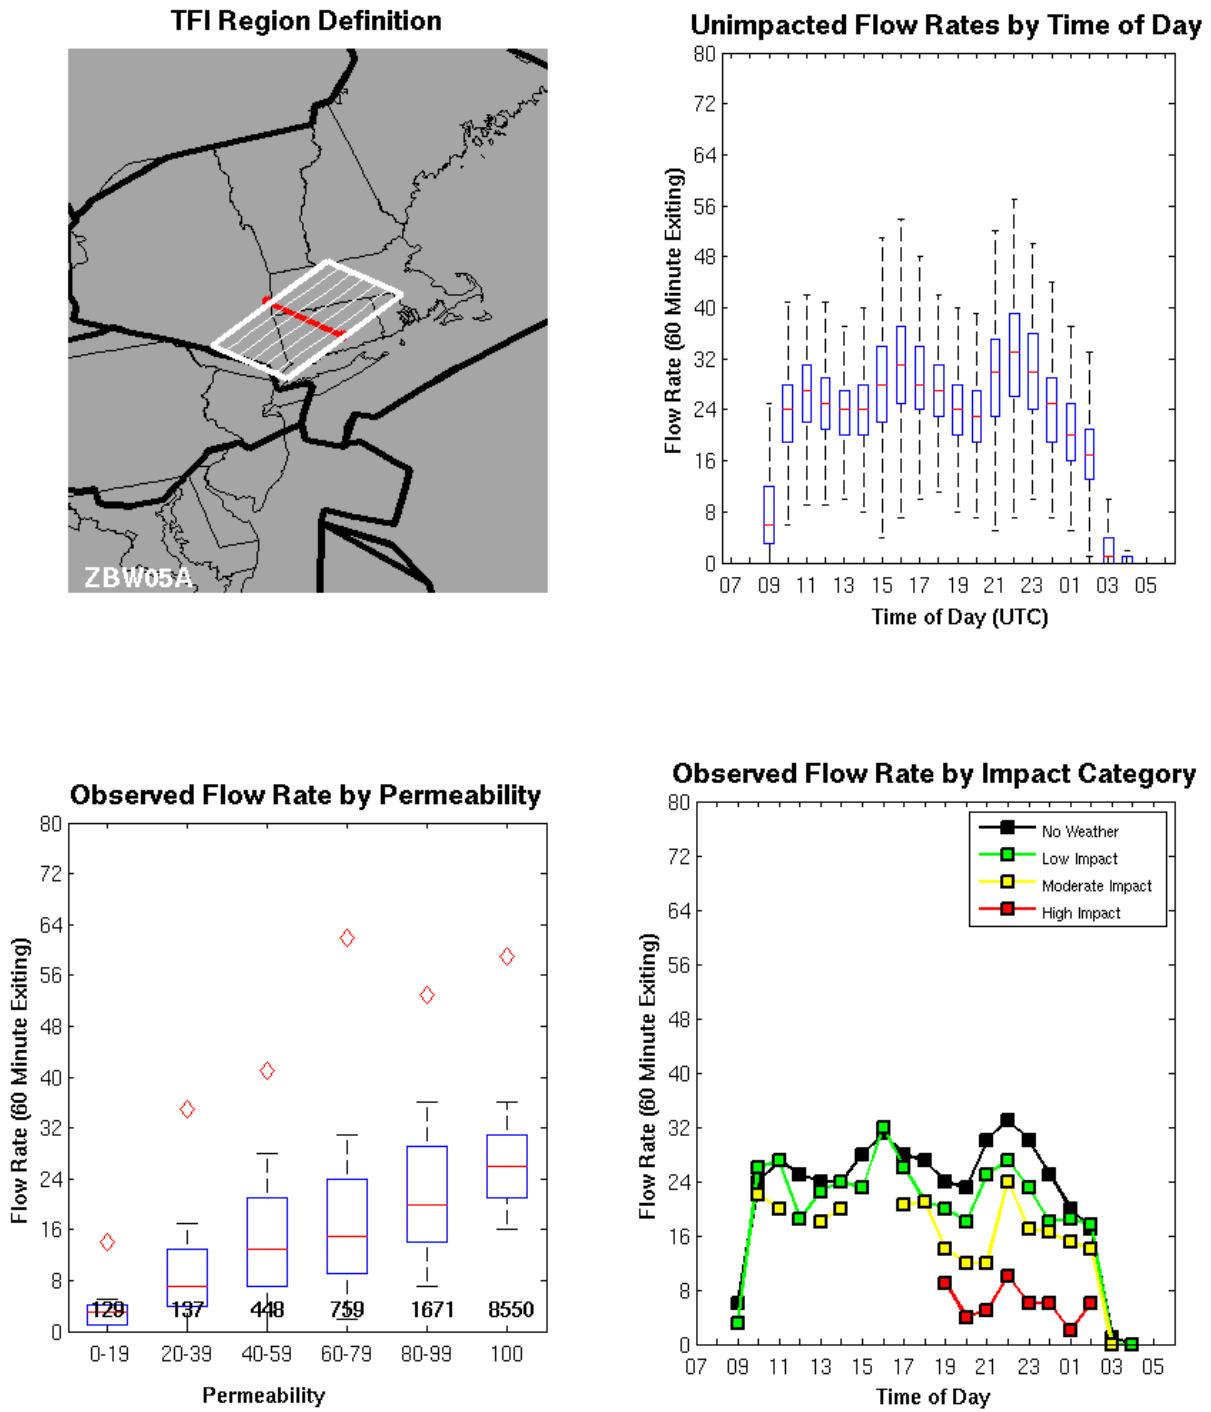 TFI Region Definition
ZBW05A
Unimpacted Flow Rates by Time of Day
Flow Rate (60 Minute Exiting)
80
72
64
56
48
40
32
24
16
8
0
07 09 11 13 15 17 19 21 23 01 03 05
Time of Day (UTC)
Observed Flow Rate by Permeability
Flow Rate (60 Minute Exiting)
80
72
64
56
48
40
32
24
16
8
0
129 137 448 759 1671 8550
0-19 20-39 40-59 60-79 80-99 100
Permeability
Observed Flow Rate by Impact Category
Flow Rate (60 Minute Exiting)
80
72
64
56
48
40
32
24
16
8
0
No Weather
Low Impact
Moderate Impact
High Impact
07 09 11 13 15 17 19 21 23 01 03 05
Time of Day